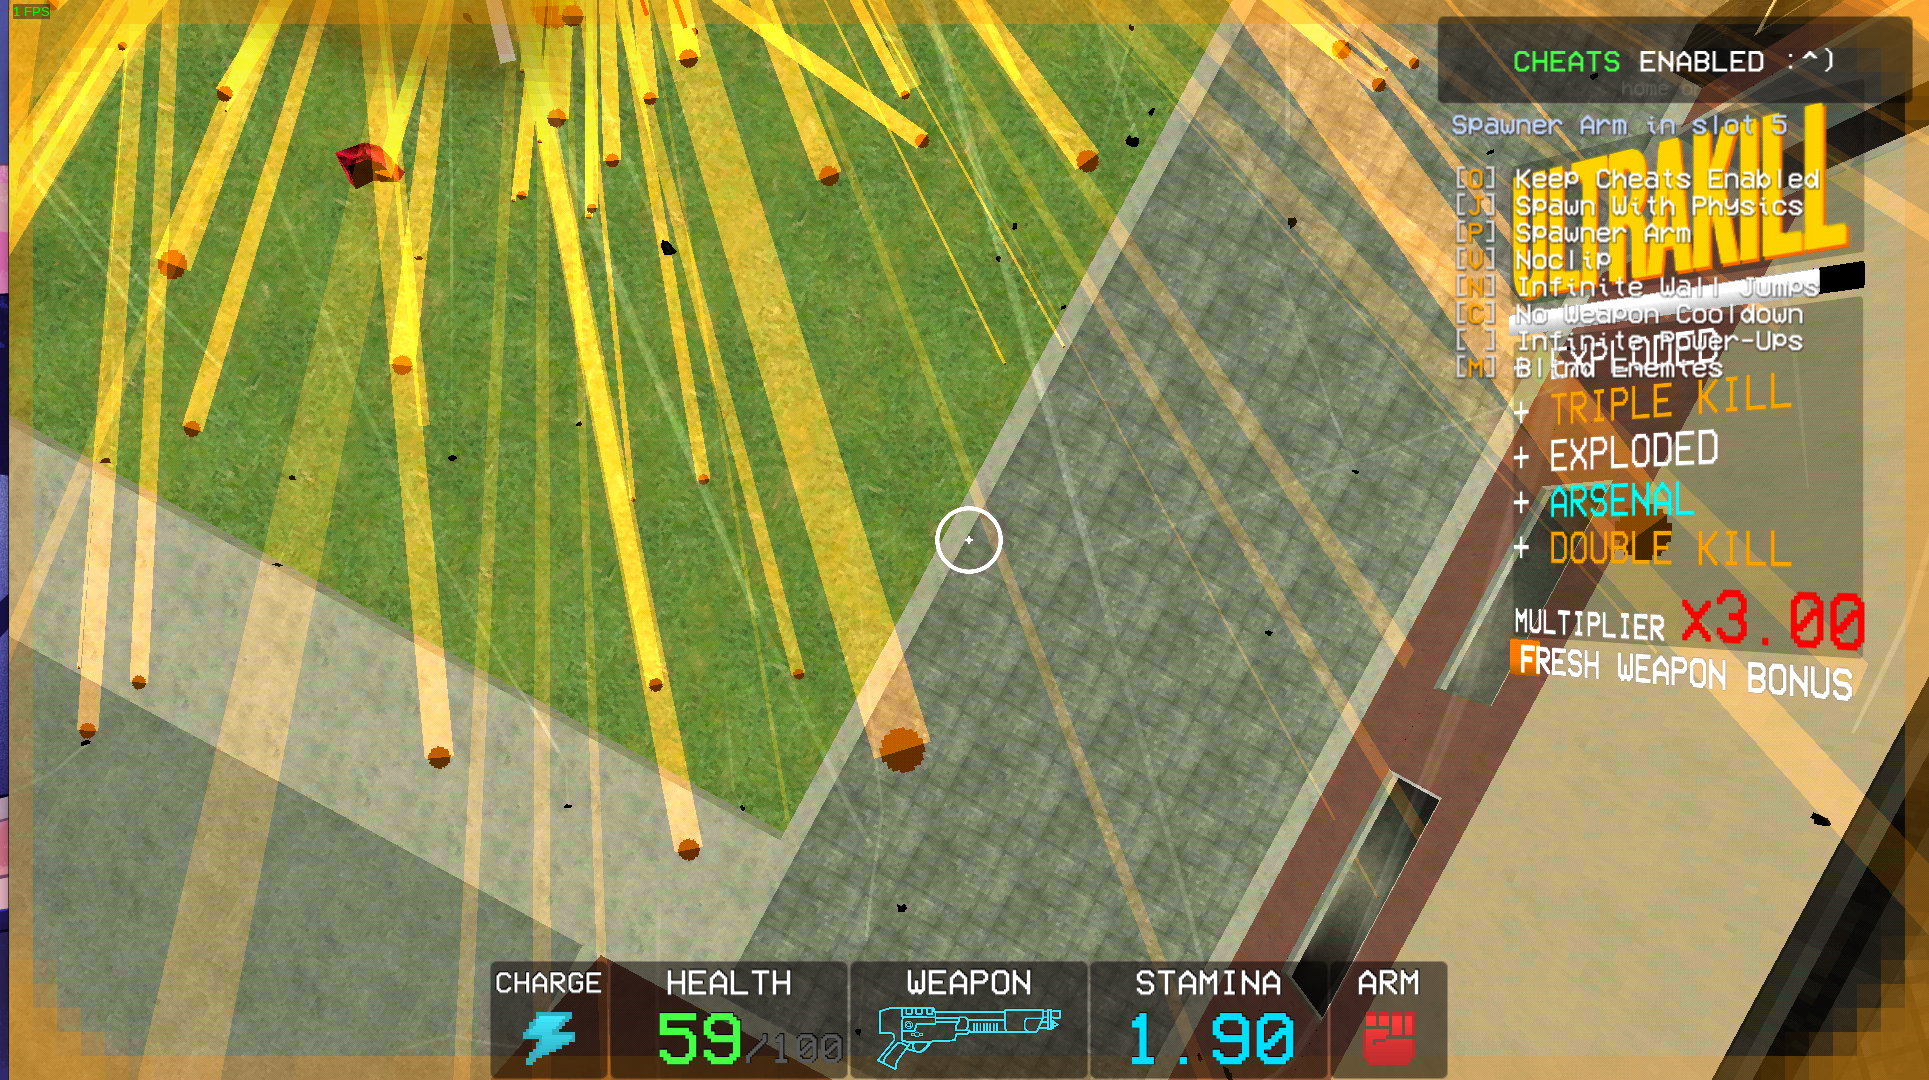 1 FPS
CHEATS ENABLED :^)
Spawner Arm in slot 5
ULTRAKILL
[O] Keep Cheats Enabled
[J] Spawn With Physics
[P] Spawner Arm
[U] Noclip
[N] Infinite Wall Jumps
[C] No Weapon Cooldown
[ ] Infinite Power-Ups
[M] Blind Enemies
+ EXPLODED
+ TRIPLE KILL
+ EXPLODED
+ ARSENAL
+ DOUBLE KILL
MULTIPLIER x3.00
FRESH WEAPON BONUS
CHARGE
HEALTH
59/100
WEAPON
STAMINA
1.90
ARM